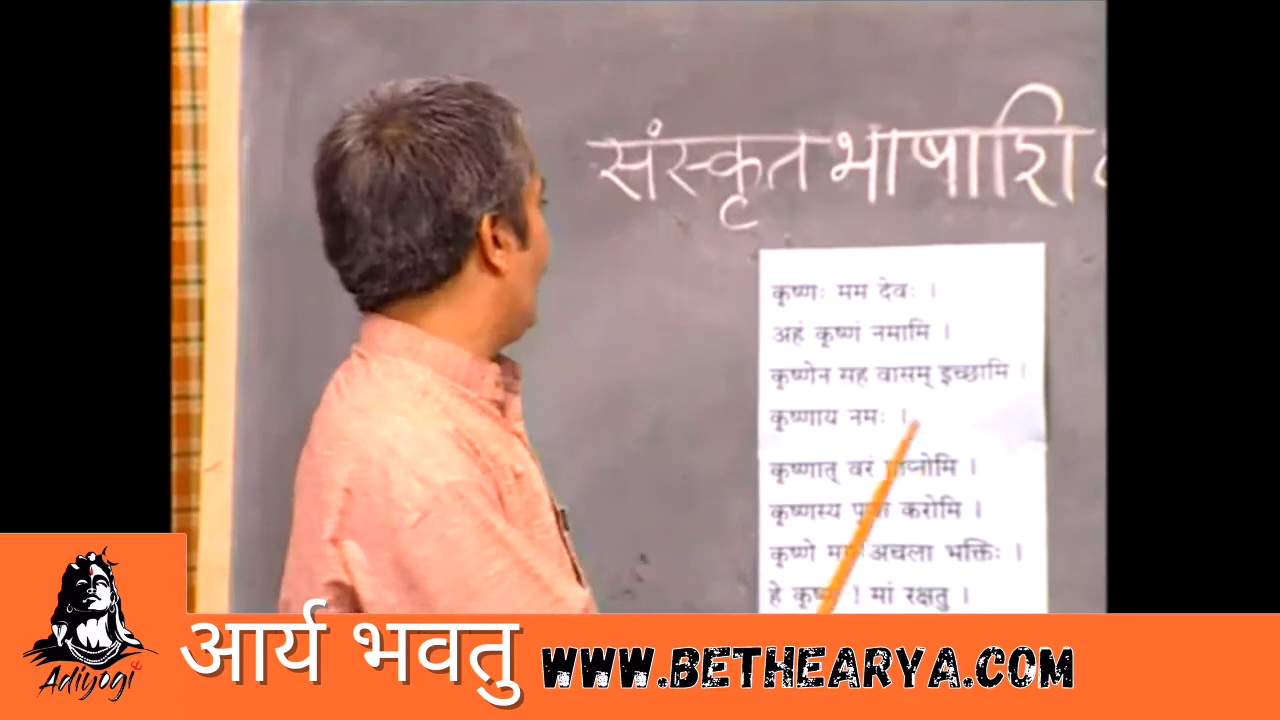 संस्कृत भाषाशि
कृष्णः मम देवः ।
अहं कृष्णं नमामि ।
कृष्णेन सह वासम् इच्छामि ।
कृष्णाय नमः ।
कृष्णात् वरं
कृष्णस्य करोमि ।
कृष्णे अचला भक्तिः ।
हे ! मां रक्षतु ।
Adiyogi
आर्य भवतु
WWW.BETHEARYA.COM